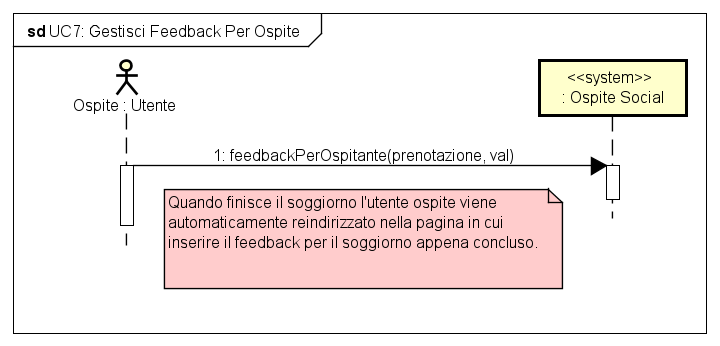 sd UC7: Gestisci Feedback Per Ospite
Ospite : Utente
<<system>>
: Ospite Social
1: feedbackPerOspitante(prenotazione, val)
Quando finisce il soggiorno l'utente ospite viene
automaticamente reindirizzato nella pagina in cui
inserire il feedback per il soggiorno appena concluso.